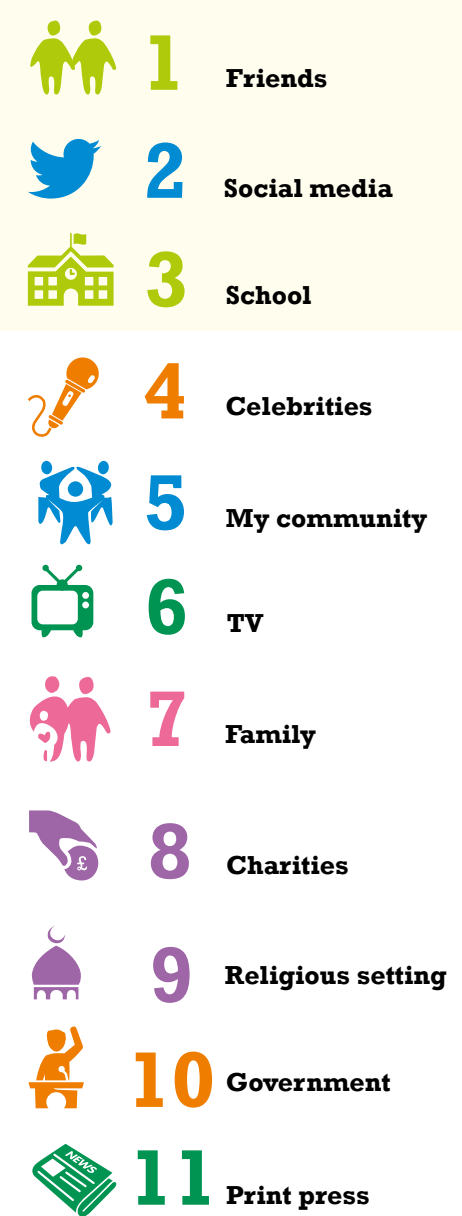 1 Friends
2 Social media
3 School
4 Celebrities
5 My community
6 TV
7 Family
£
8 Charities
9 Religious setting
10 Government
NEWS
11 Print press